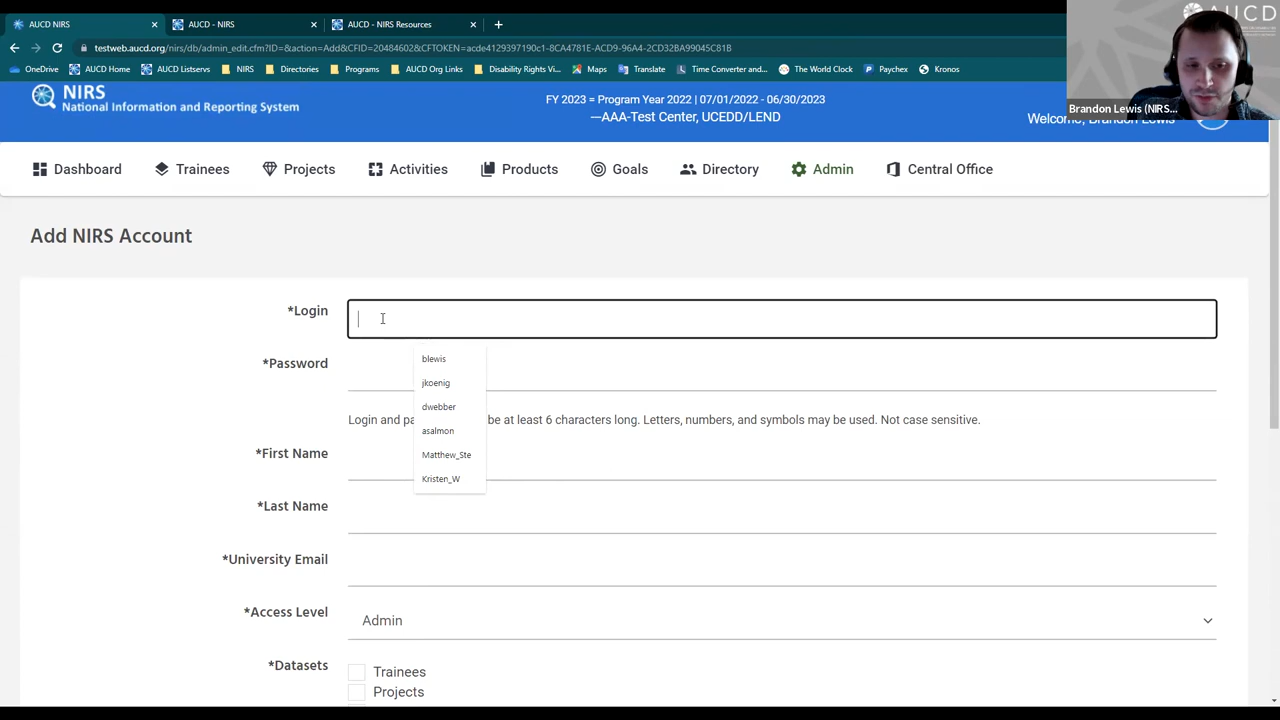 AUCD NIRS
AUCD - NIRS
AUCD - NIRS Resources
AUCD
testweb.aucd.org/nirs/db/admin_edit.cfm?ID=&action=Add&CFID=20484602&CFTOKEN=acde4129397190c1-8CA4781E-ACD9-96A4-2CD32BA99045C81B
OneDrive AUCD Home AUCD Listservs NIRS Directories Programs AUCD Org Links Disability Rights Vi... Maps Translate Time Converter and... The World Clock Paychex Kronos
Brandon Lewis (NIRS...
NIRS
National Information and Reporting System
FY 2023 = Program Year 2022 | 07/01/2022 - 06/30/2023
—AAA-Test Center, UCEDD/LEND
Welcome, Brandon Lewis
Dashboard Trainees Projects Activities Products Goals Directory Admin Central Office
Add NIRS Account
*Login
*Password
blewis
jkoenig
dwebber
asalmon
Matthew_Ste
Kristen_W
Login and pa be at least 6 characters long. Letters, numbers, and symbols may be used. Not case sensitive.
*First Name
*Last Name
*University Email
*Access Level
Admin
*Datasets
Trainees
Projects